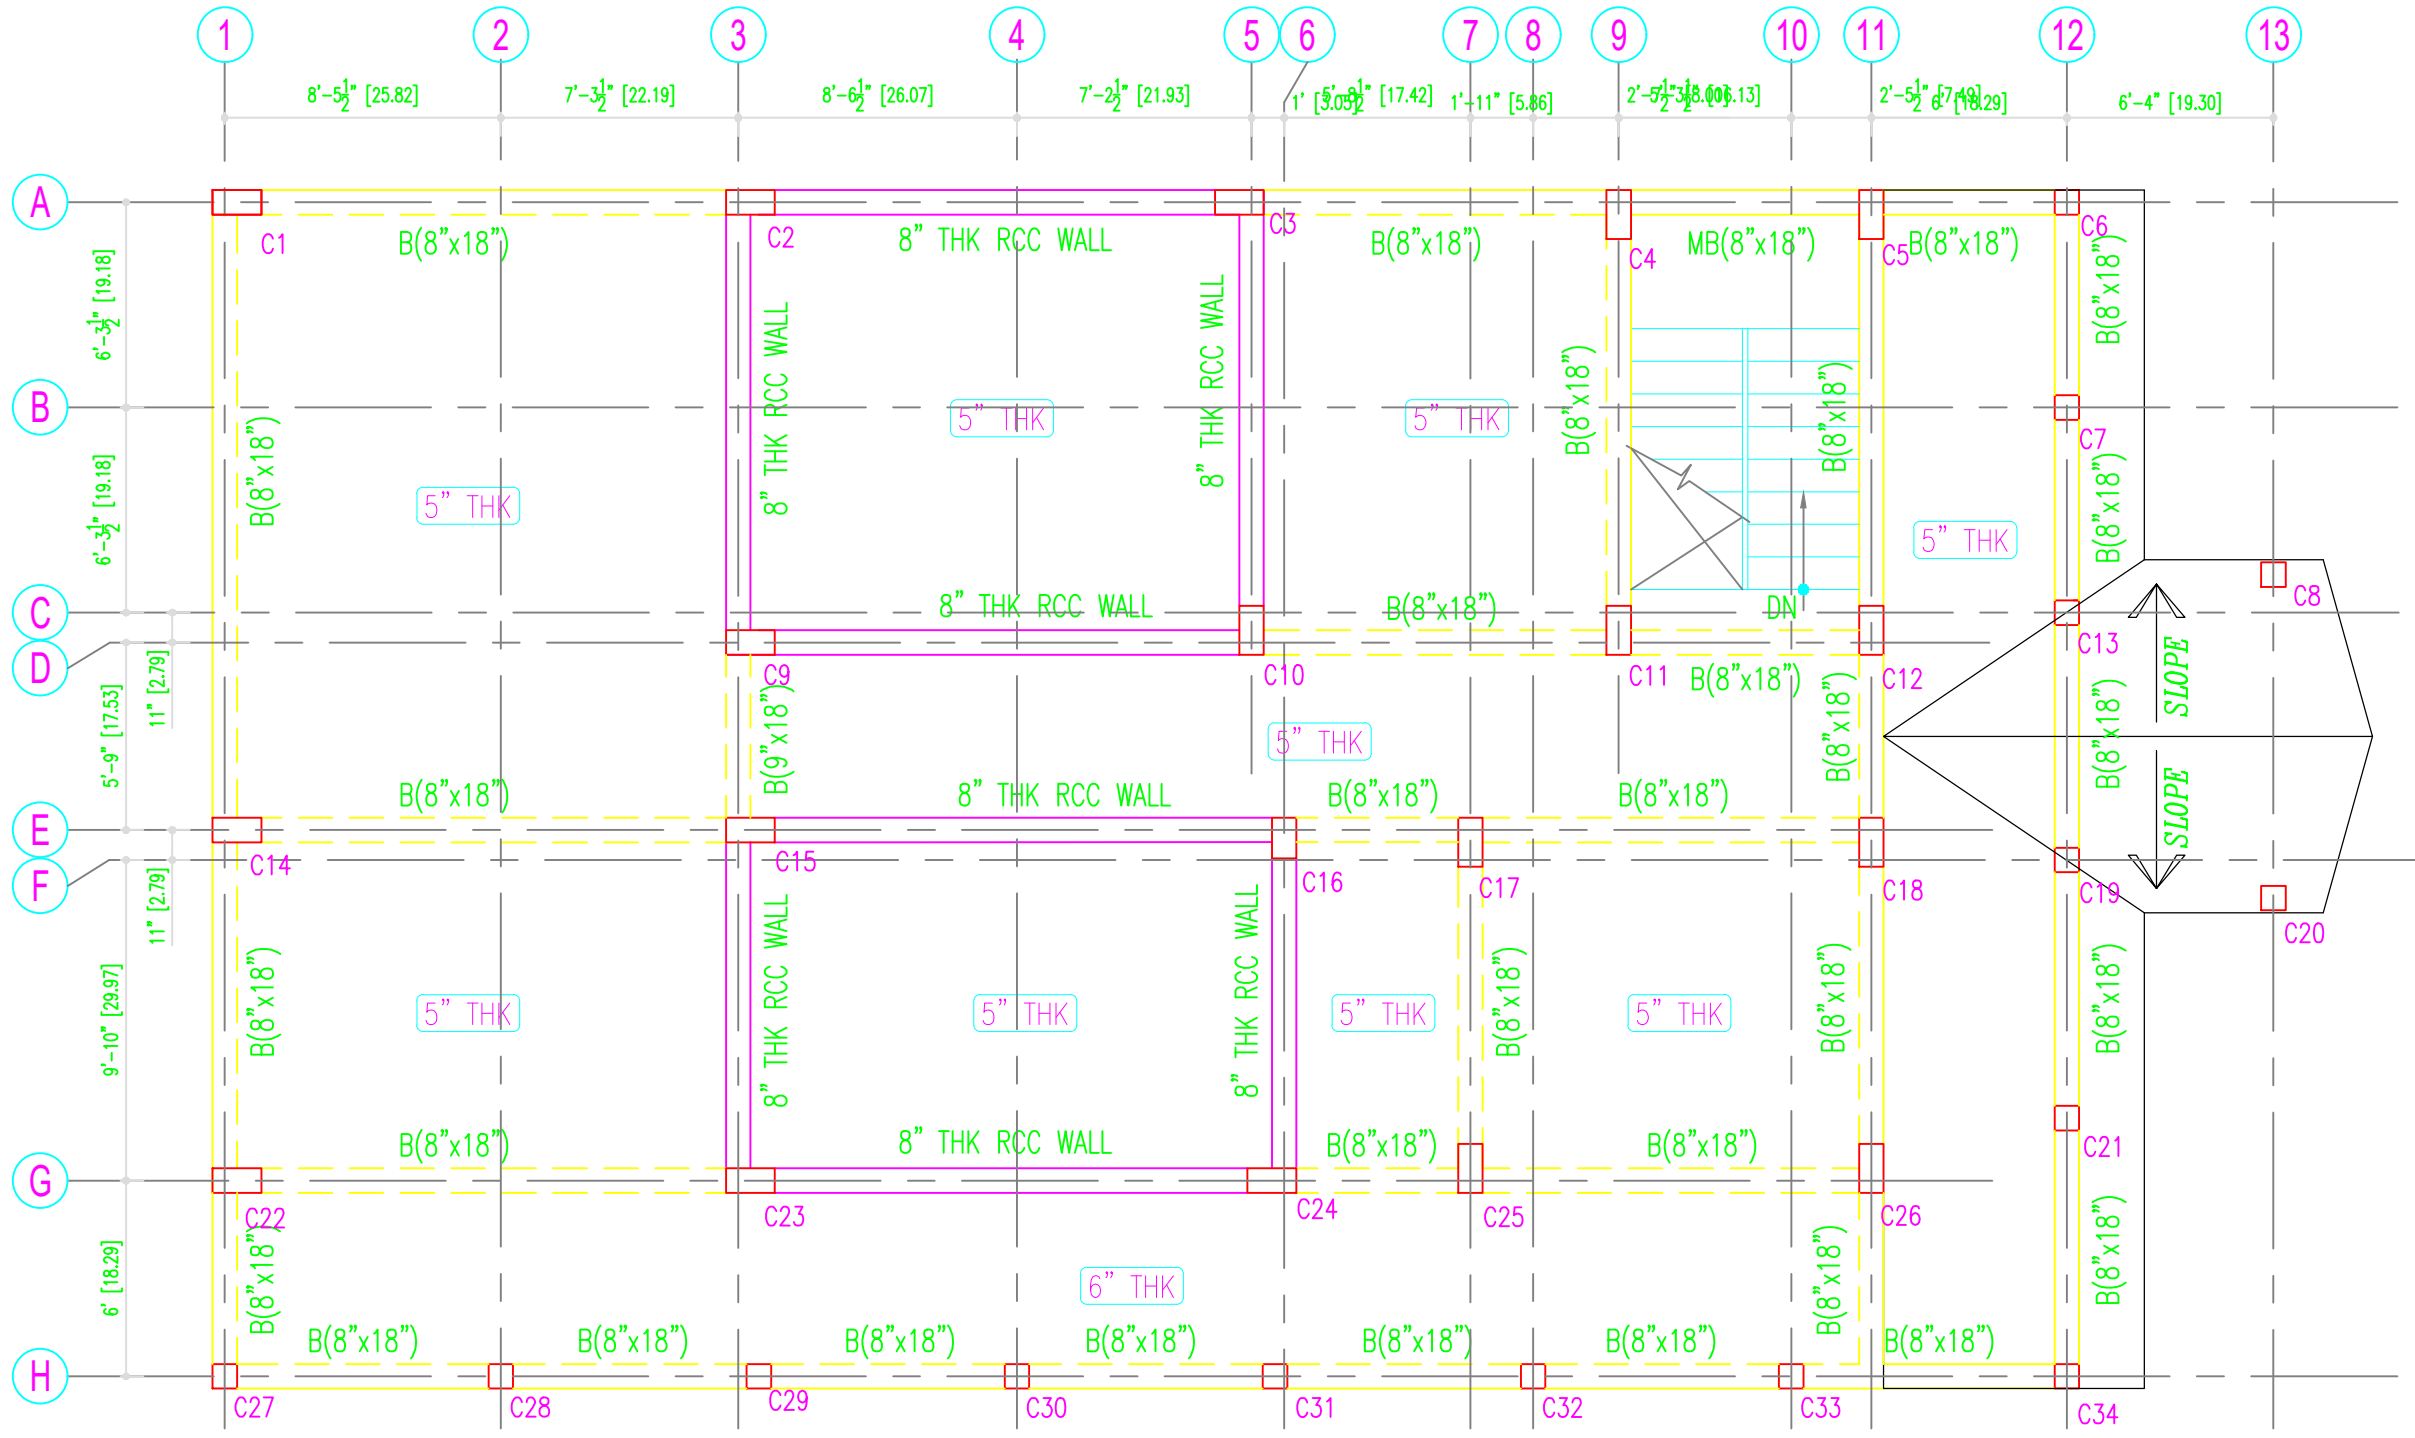 1 2 3 4 5 6 7 8 9 10 11 12 13
8'-5½" [25.82] 7'-3½" [22.19] 8'-6½" [26.07] 7'-2½" [21.93] 1' [3.05] 5'-8½" [17.42] 1'-11" [5.86] 2'-5½" 2'-5½" [7.49] 6' [18.29] 6'-4" [19.30]
A
C1 C2 C3 C4 C5 C6
B(8"x18") 8" THK RCC WALL B(8"x18") MB(8"x18") B(8"x18")
B(8"x18")
6'-3½" [19.18]
8" THK RCC WALL
8" THK RCC WALL
B(8"x18")
B(8"x18")
B
5" THK
5" THK
C7
B(8"x18")
5" THK
B(8"x18")
6'-3½" [19.18]
5" THK
C8
C
8" THK RCC WALL
B(8"x18")
DN
C13
D
C9 C10 C11 C12
B(8"x18")
SLOPE
11" [2.79]
5'-9" [17.53]
B(9"x18")
B(8"x18")
B(8"x18")
5" THK
B(8"x18") 8" THK RCC WALL B(8"x18") B(8"x18")
SLOPE
E
C14 C15 C16 C17 C18 C19
F
C20
11" [2.79]
9'-10" [29.97]
B(8"x18")
8" THK RCC WALL
8" THK RCC WALL
B(8"x18")
B(8"x18")
B(8"x18")
5" THK 5" THK 5" THK 5" THK
B(8"x18") 8" THK RCC WALL B(8"x18") B(8"x18")
C21
G
C22 C23 C24 C25 C26
6' [18.29]
B(8"x18")
B(8"x18")
B(8"x18")
6" THK
B(8"x18") B(8"x18") B(8"x18") B(8"x18") B(8"x18") B(8"x18") B(8"x18")
H
C27 C28 C29 C30 C31 C32 C33 C34